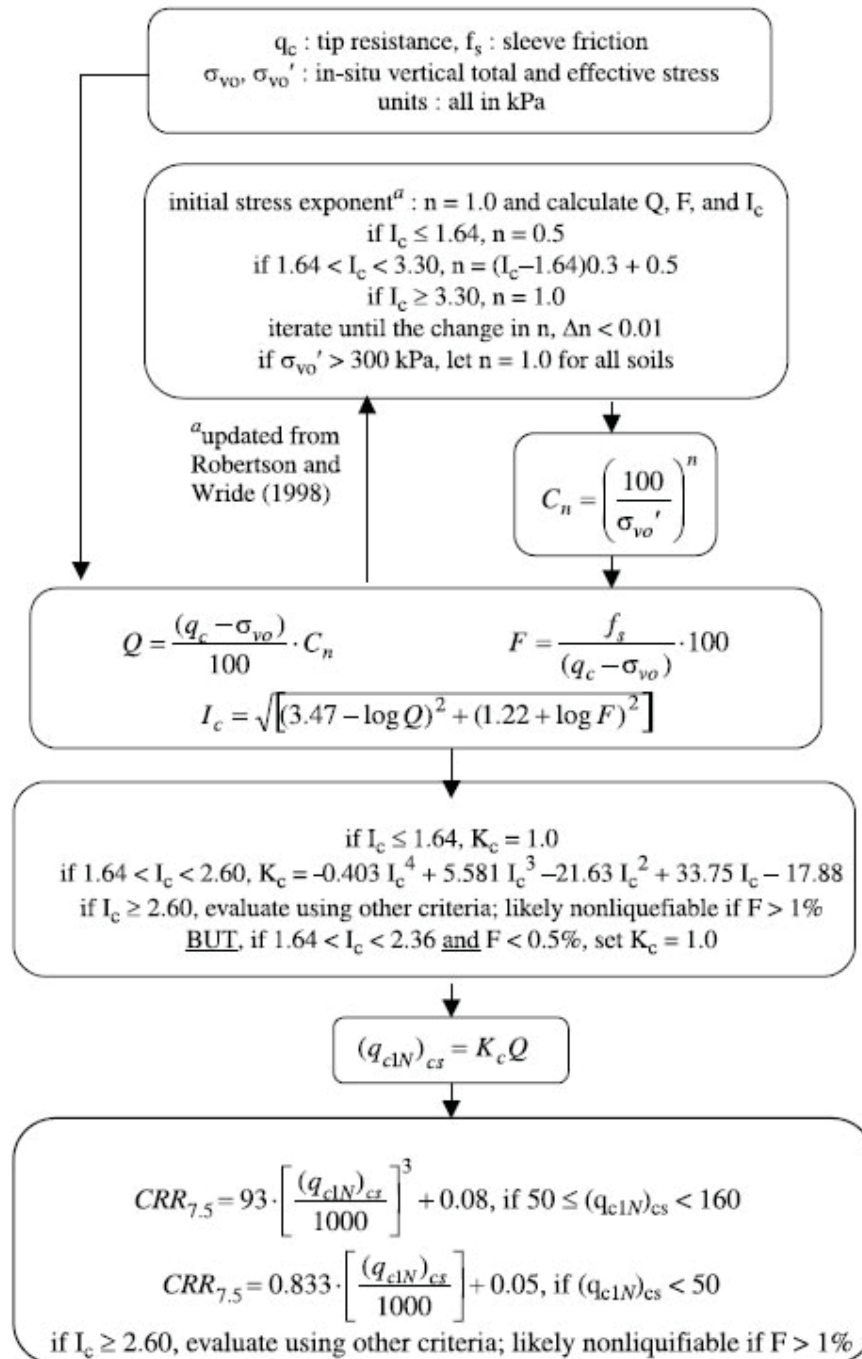 q_c : tip resistance, f_s : sleeve friction
σ_vo, σ_vo′ : in-situ vertical total and effective stress
units : all in kPa
initial stress exponent^a : n = 1.0 and calculate Q, F, and I_c
if I_c ≤ 1.64, n = 0.5
if 1.64 < I_c < 3.30, n = (I_c–1.64)0.3 + 0.5
if I_c ≥ 3.30, n = 1.0
iterate until the change in n, Δn < 0.01
if σ_vo′ > 300 kPa, let n = 1.0 for all soils
^a updated from
Robertson and
Wride (1998)
C_n = (100 / σ_vo′)^n
Q = (q_c – σ_vo) / 100 · C_n
F = f_s / (q_c – σ_vo) · 100
I_c = √[(3.47 – log Q)^2 + (1.22 + log F)^2]
if I_c ≤ 1.64, K_c = 1.0
if 1.64 < I_c < 2.60, K_c = –0.403 I_c^4 + 5.581 I_c^3 –21.63 I_c^2 + 33.75 I_c – 17.88
if I_c ≥ 2.60, evaluate using other criteria; likely nonliquefiable if F > 1%
BUT, if 1.64 < I_c < 2.36 and F < 0.5%, set K_c = 1.0
(q_c1N)_cs = K_c Q
CRR_7.5 = 93 · [(q_c1N)_cs / 1000]^3 + 0.08, if 50 ≤ (q_c1N)_cs < 160
CRR_7.5 = 0.833 · [(q_c1N)_cs / 1000] + 0.05, if (q_c1N)_cs < 50
if I_c ≥ 2.60, evaluate using other criteria; likely nonliquifiable if F > 1%